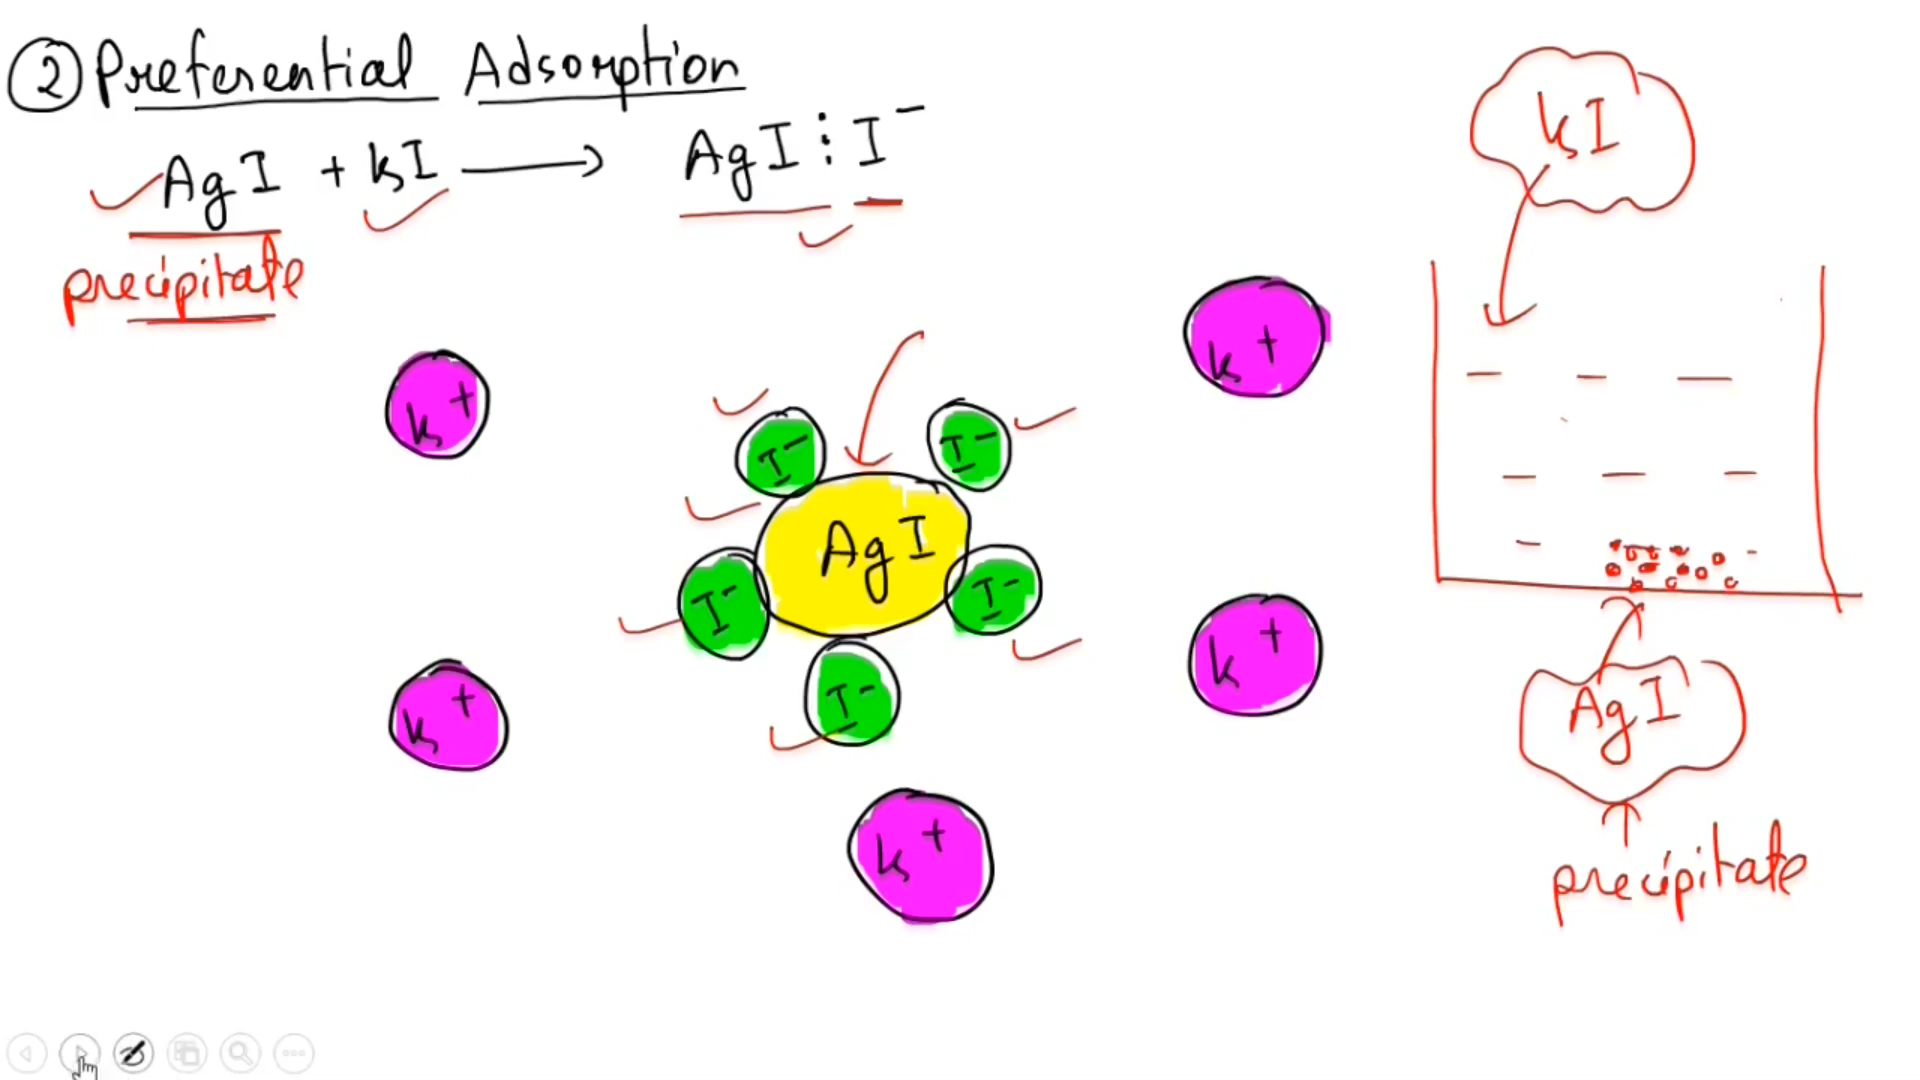 ② Preferential Adsorption
AgI + kI ⟶ AgI⋮I⁻
precipitate
kI
k+
k+
I⁻
I⁻
AgI
I⁻
I⁻
k+
k+
I⁻
AgI
k+
precipitate